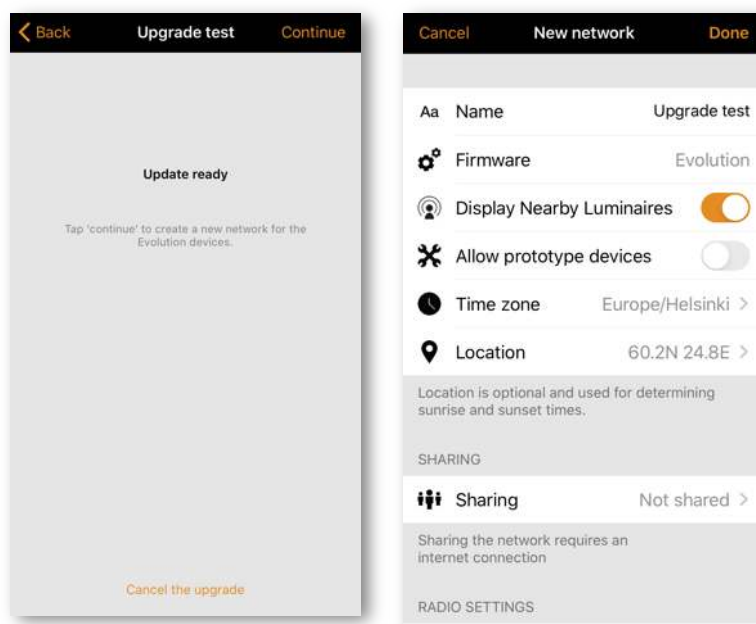 Back Upgrade test Continue
Update ready
Tap 'continue' to create a new network for the
Evolution devices.
Cancel the upgrade
Cancel New network Done
Aa Name Upgrade test
Firmware Evolution
Display Nearby Luminaires
Allow prototype devices
Time zone Europe/Helsinki >
Location 60.2N 24.8E >
Location is optional and used for determining
sunrise and sunset times.
SHARING
Sharing Not shared >
Sharing the network requires an
internet connection
RADIO SETTINGS